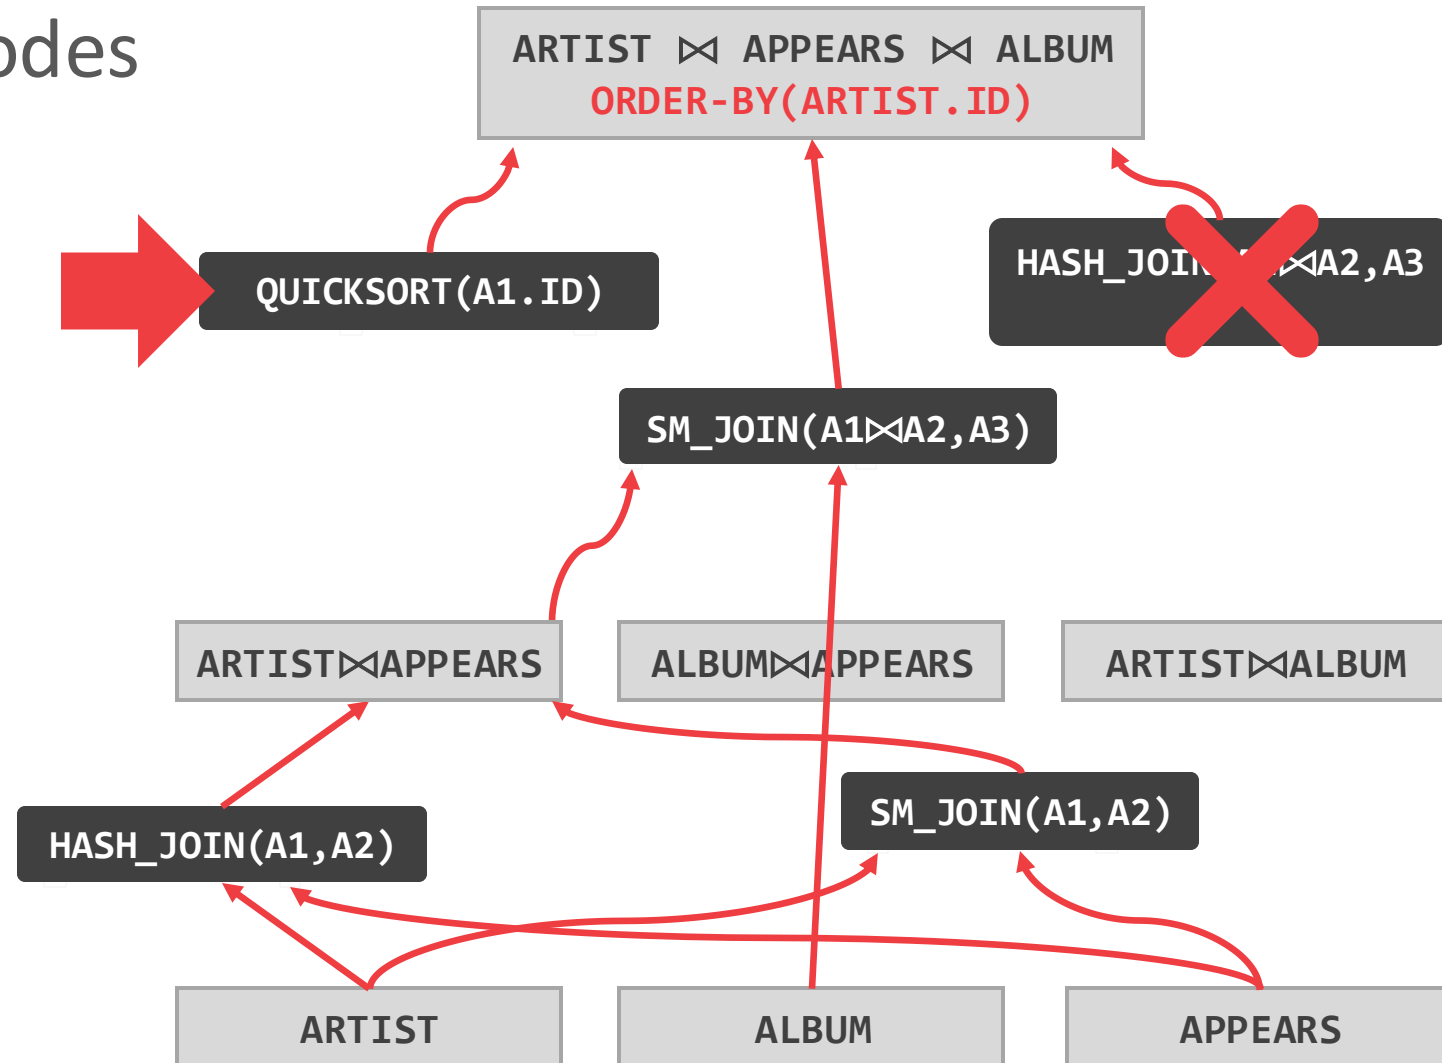 odes
ARTIST ⋈ APPEARS ⋈ ALBUM
ORDER-BY(ARTIST.ID)
QUICKSORT(A1.ID)
⋈A2,A3
SM_JOIN(A1⋈A2,A3)
ARTIST⋈APPEARS
ALBUM⋈APPEARS
ARTIST⋈ALBUM
HASH_JOIN(A1,A2)
SM_JOIN(A1,A2)
ARTIST
ALBUM
APPEARS